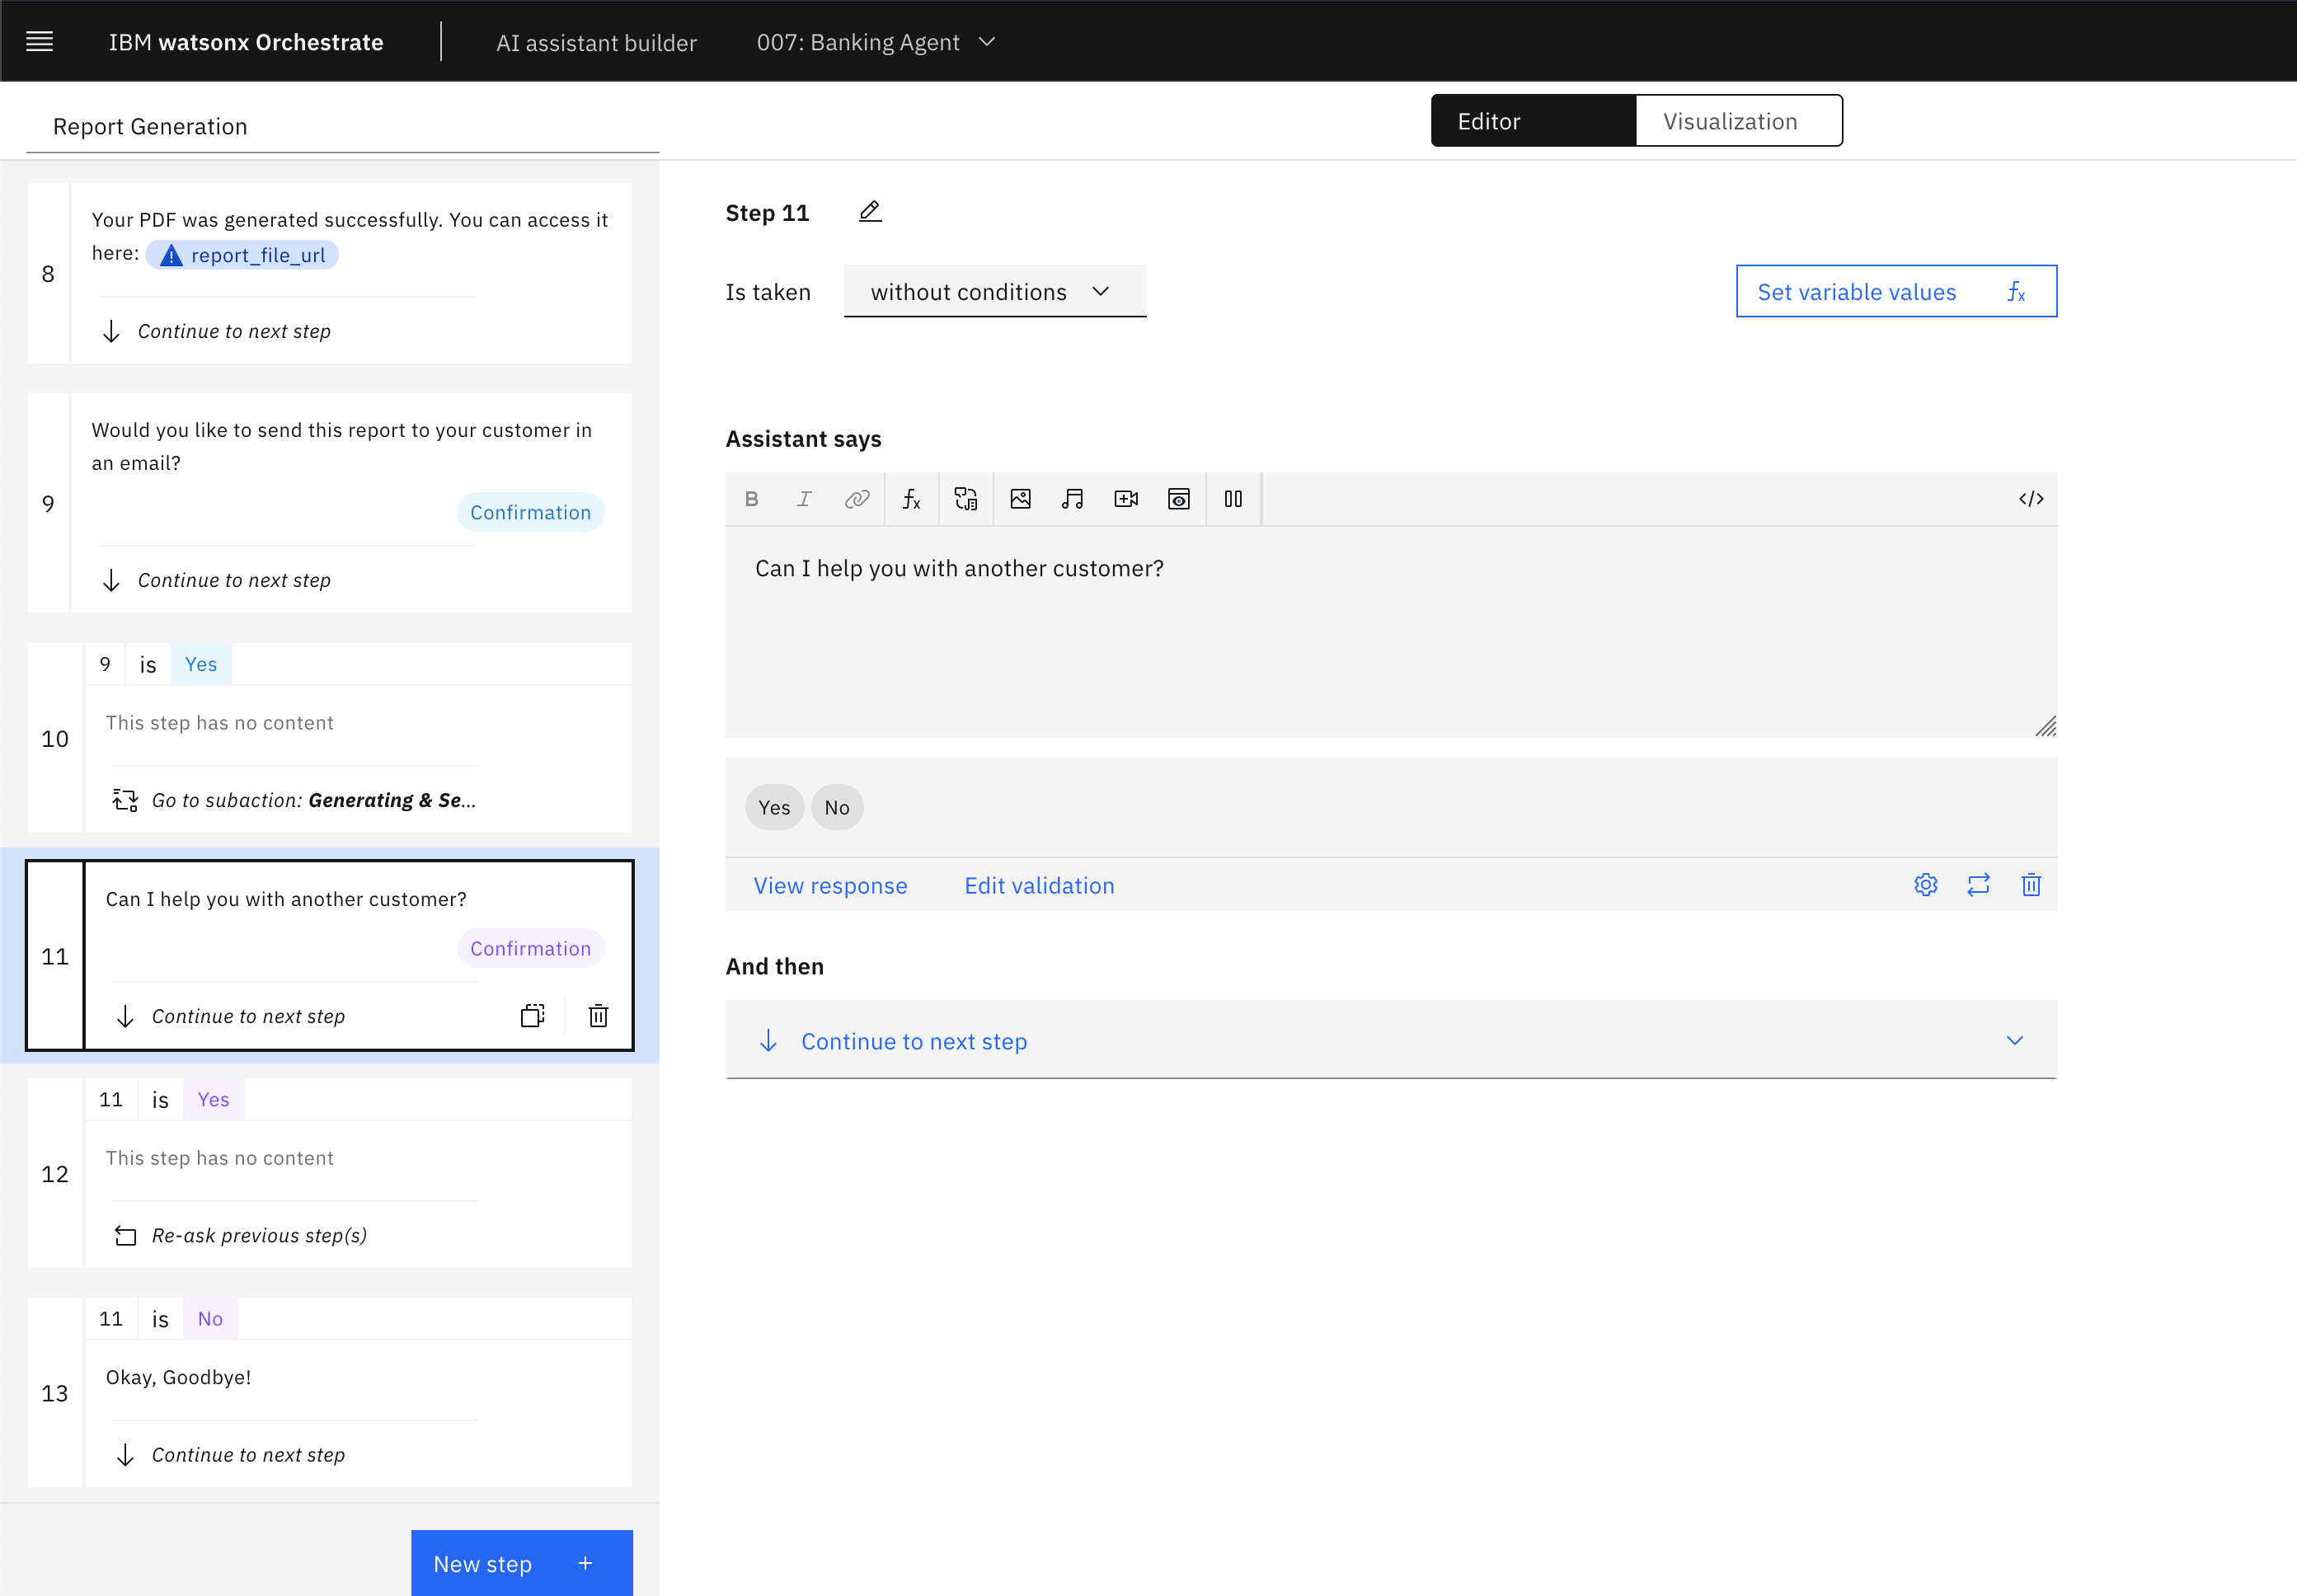 IBM watsonx Orchestrate
AI assistant builder
007: Banking Agent
Report Generation
Editor
Visualization
8
Your PDF was generated successfully. You can access it
here: report_file_url
Continue to next step
9
Would you like to send this report to your customer in
an email?
Confirmation
Continue to next step
10
9 is Yes
This step has no content
Go to subaction: Generating & Se...
11
Can I help you with another customer?
Confirmation
Continue to next step
12
11 is Yes
This step has no content
Re-ask previous step(s)
13
11 is No
Okay, Goodbye!
Continue to next step
New step +
Step 11
Is taken without conditions
Set variable values fx
Assistant says
B I fx </>
Can I help you with another customer?
Yes No
View response Edit validation
And then
Continue to next step